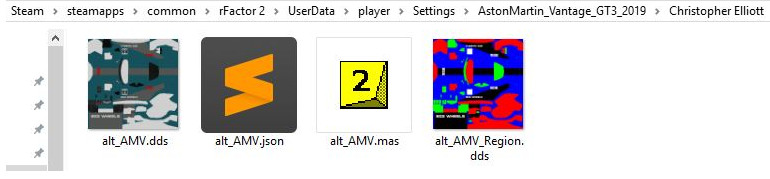 Steam > steamapps > common > rFactor 2 > UserData > player > Settings > AstonMartin_Vantage_GT3_2019 > Christopher Elliott
2
alt_AMV.dds
alt_AMV.json
alt_AMV.mas
alt_AMV_Region.
dds